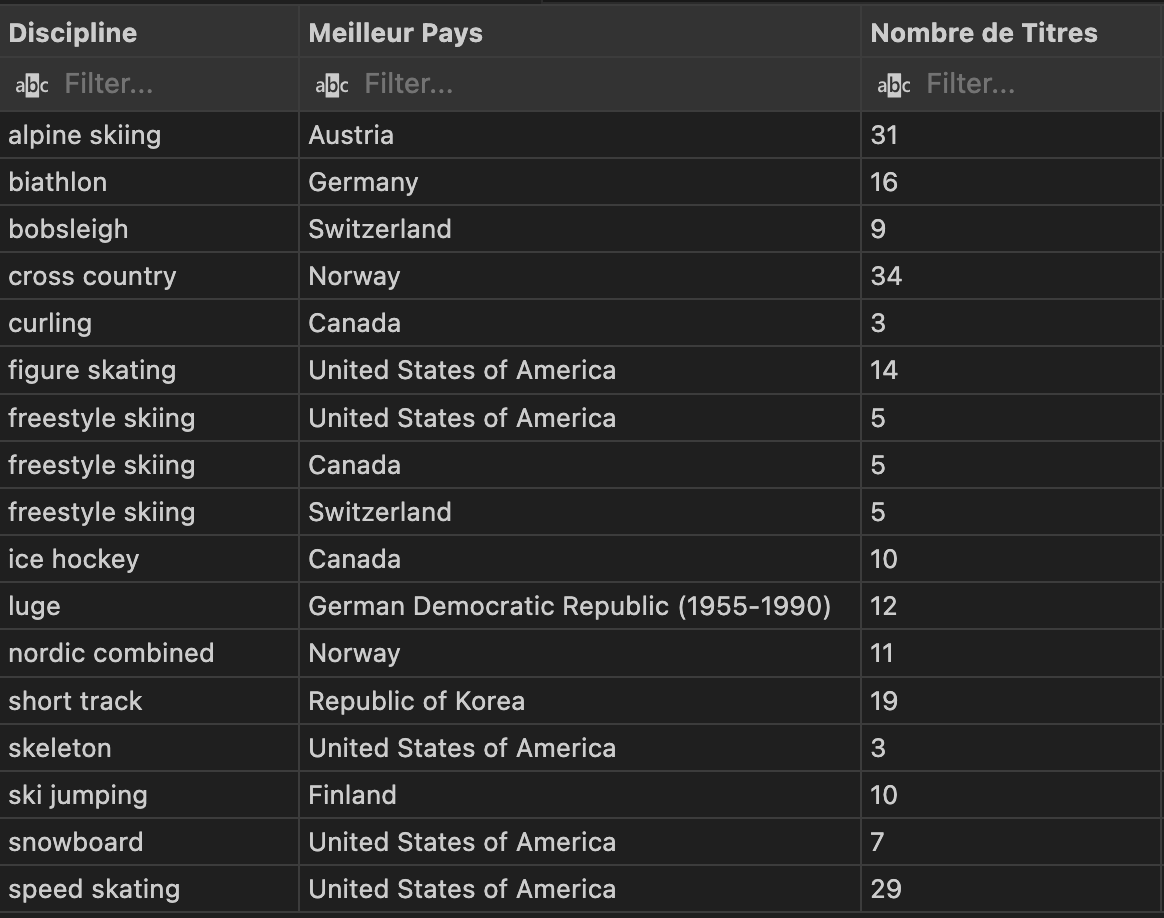 Discipline Meilleur Pays Nombre de Titres
abc Filter... abc Filter... abc Filter...
alpine skiing Austria 31
biathlon Germany 16
bobsleigh Switzerland 9
cross country Norway 34
curling Canada 3
figure skating United States of America 14
freestyle skiing United States of America 5
freestyle skiing Canada 5
freestyle skiing Switzerland 5
ice hockey Canada 10
luge German Democratic Republic (1955-1990) 12
nordic combined Norway 11
short track Republic of Korea 19
skeleton United States of America 3
ski jumping Finland 10
snowboard United States of America 7
speed skating United States of America 29